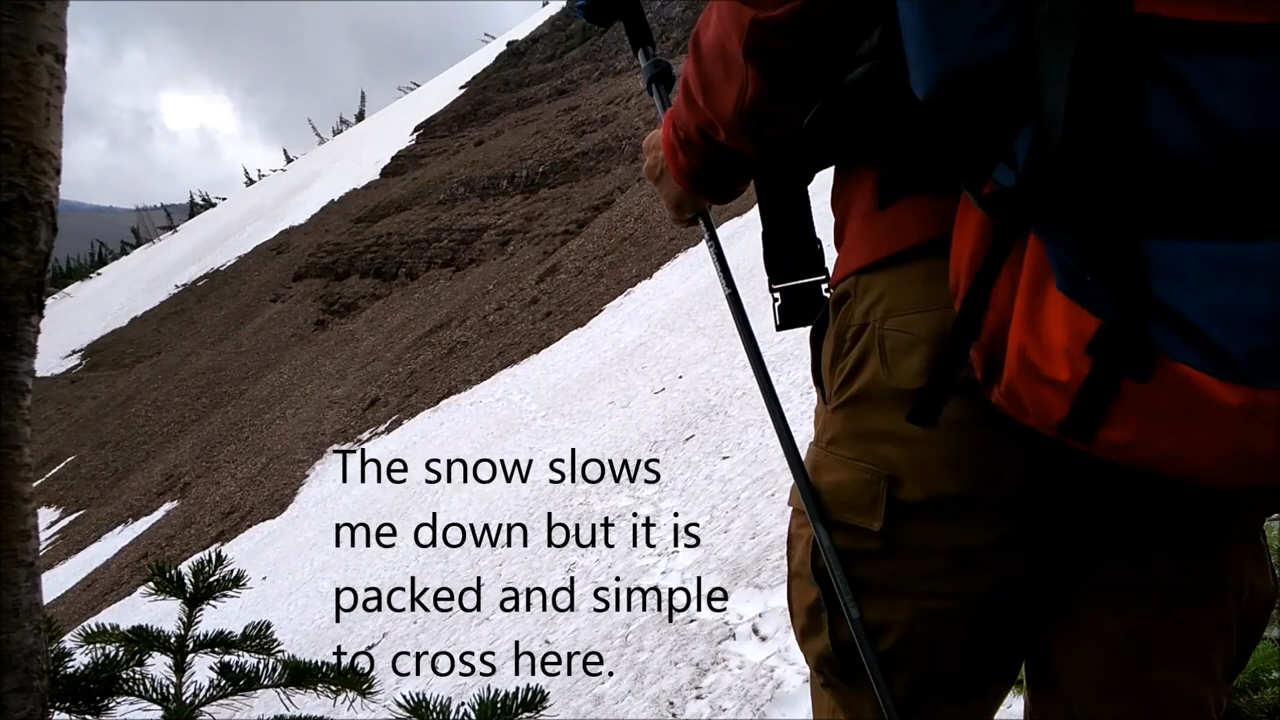 The snow slows
me down but it is
packed and simple
to cross here.